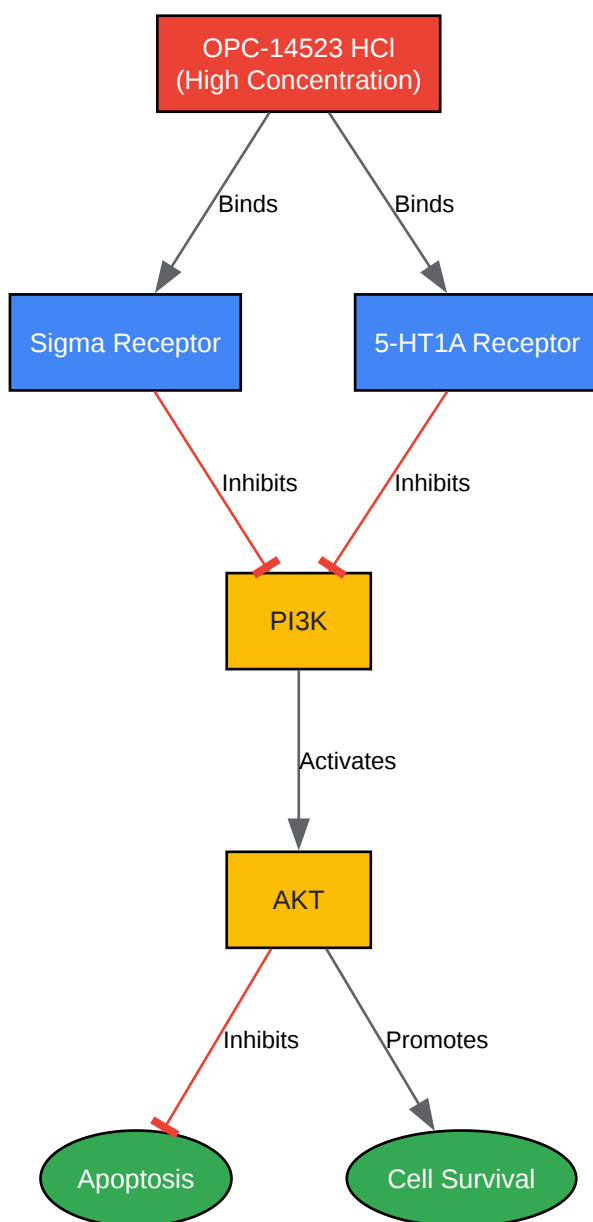 OPC-14523 HCl
(High Concentration)
Binds
Binds
Sigma Receptor
5-HT1A Receptor
Inhibits
Inhibits
PI3K
Activates
AKT
Inhibits
Promotes
Apoptosis
Cell Survival